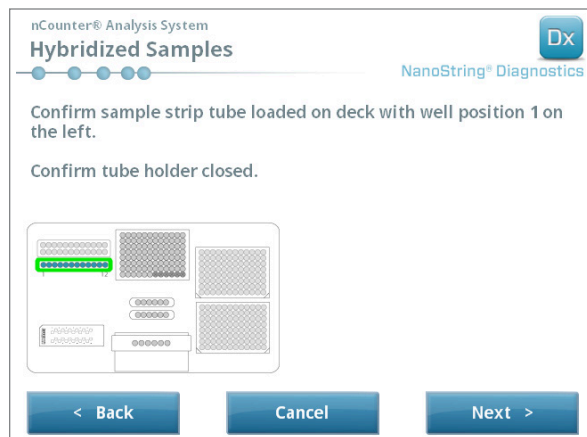 nCounter® Analysis System
Dx
Hybridized Samples
NanoString® Diagnostics
Confirm sample strip tube loaded on deck with well position 1 on
the left.
Confirm tube holder closed.
< Back
Cancel
Next >